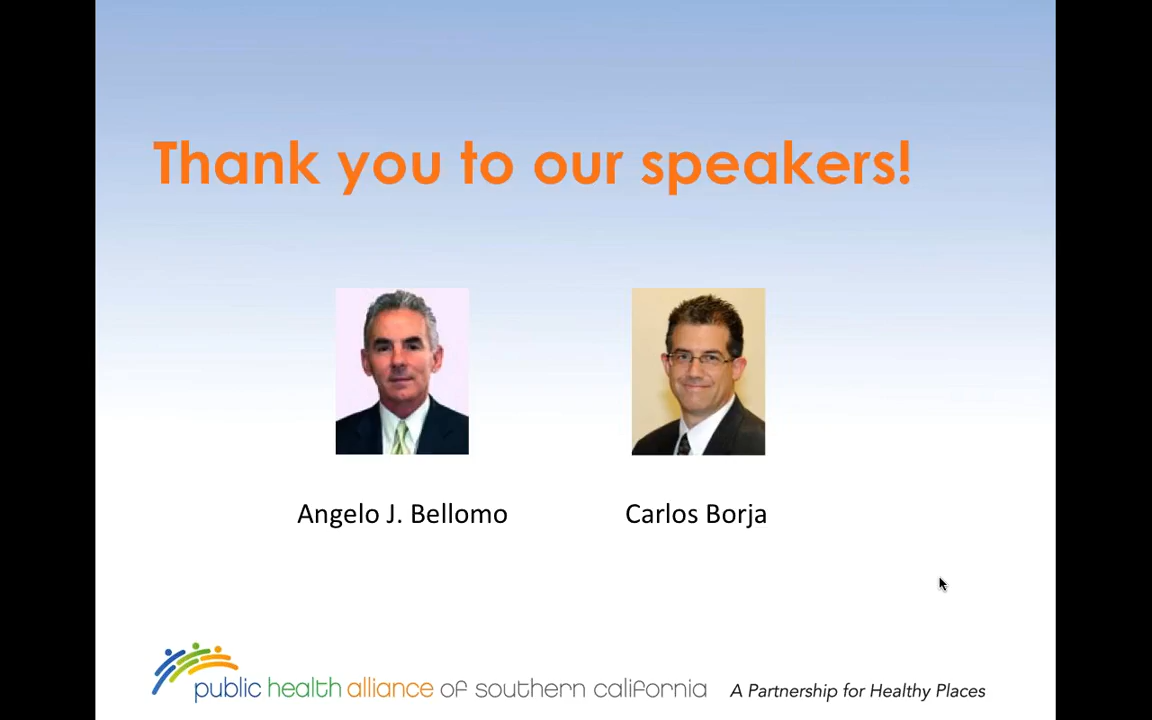 Thank you to our speakers!
Angelo J. Bellomo
Carlos Borja
public health alliance of southern california
A Partnership for Healthy Places